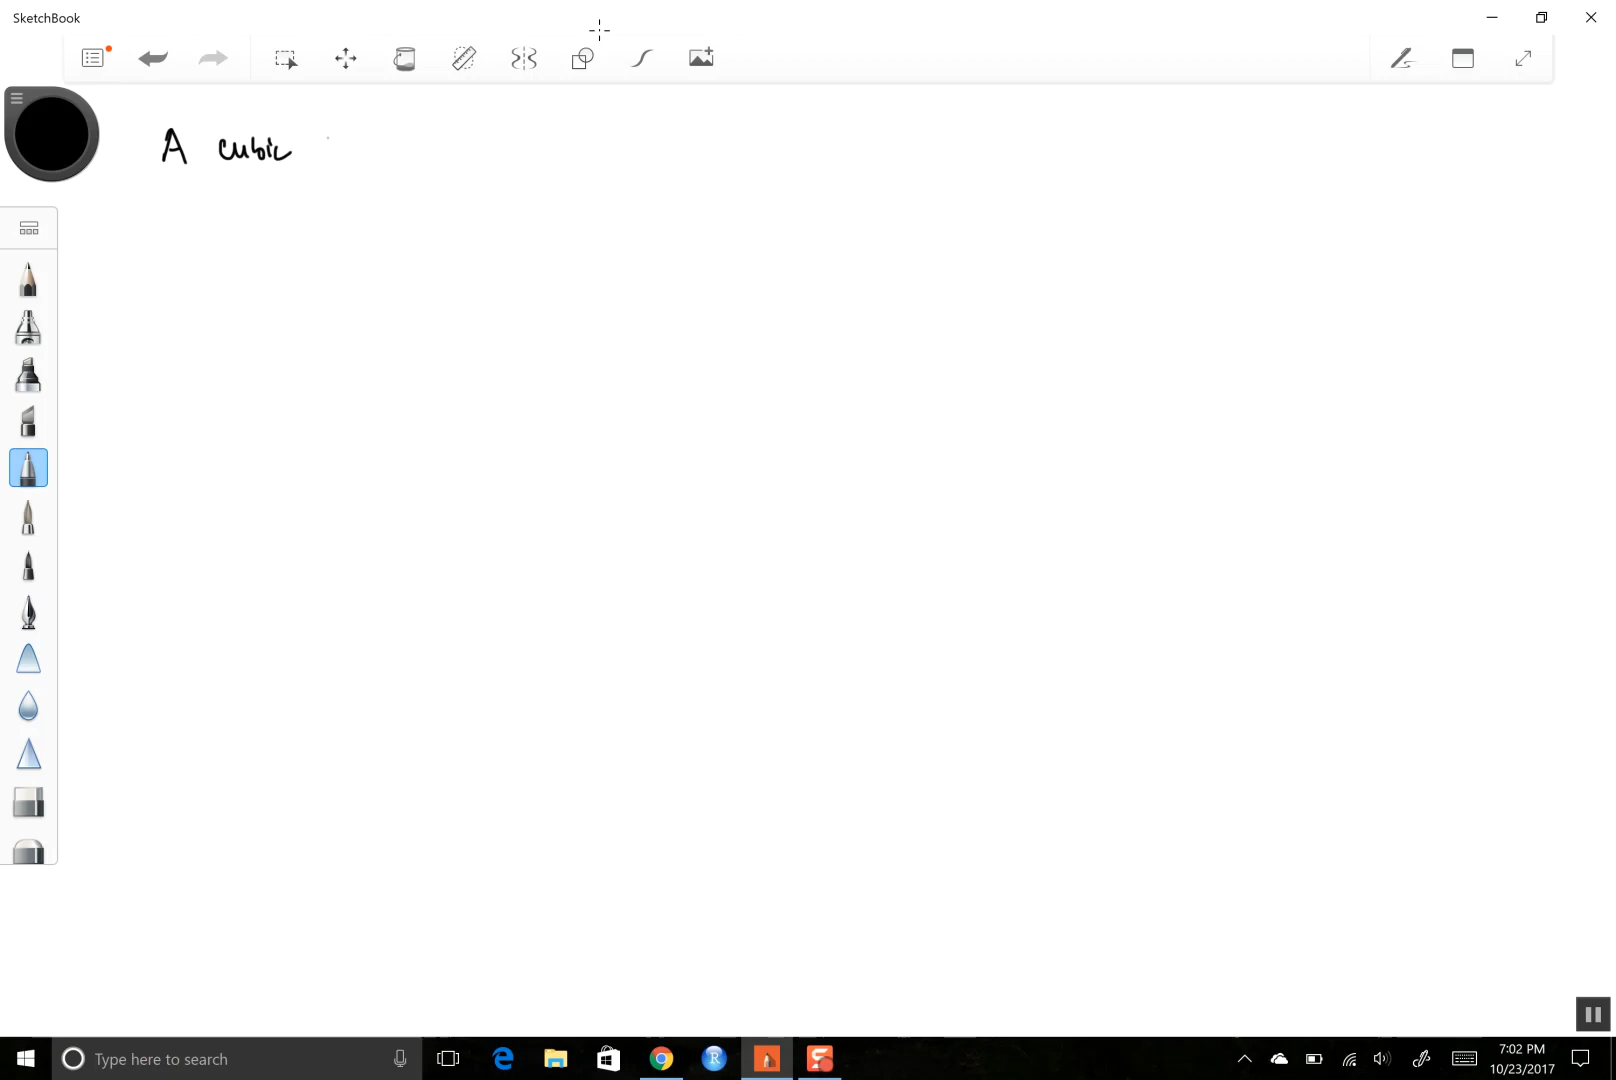 SketchBook
A cubic
Type here to search
7:02 PM
10/23/2017